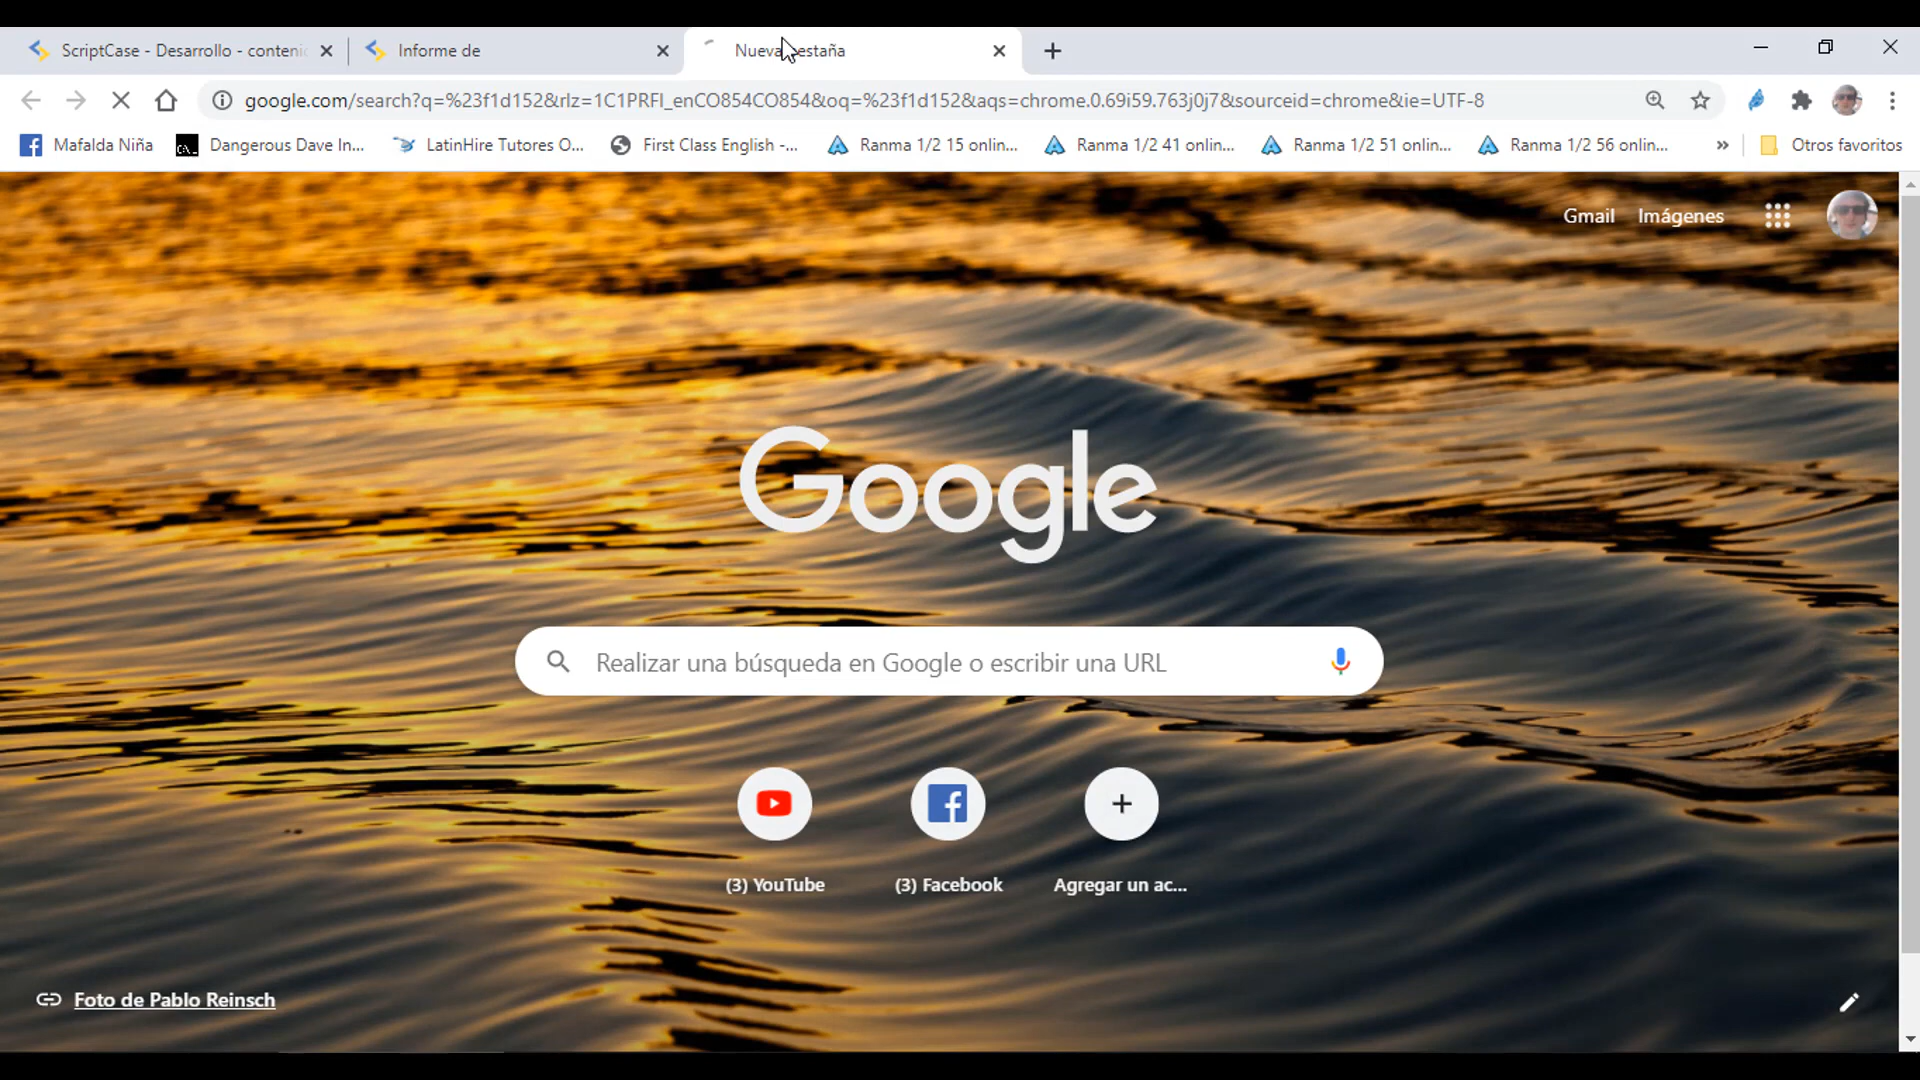 ScriptCase - Desarrollo - conteni
Informe de
Nueva estaña
google.com/search?q=%23f1d152&rlz=1C1PRFI_enCO854CO854&oq=%23f1d152&aqs=chrome.0.69i59.763j0j7&sourceid=chrome&ie=UTF-8
Mafalda Niña
Dangerous Dave In...
LatinHire Tutores O...
First Class English -...
Ranma 1/2 15 onlin...
Ranma 1/2 41 onlin...
Ranma 1/2 51 onlin...
Ranma 1/2 56 onlin...
»
Otros favoritos
Gmail
Imágenes
Google
Realizar una búsqueda en Google o escribir una URL
(3) YouTube
(3) Facebook
Agregar un ac...
Foto de Pablo Reinsch